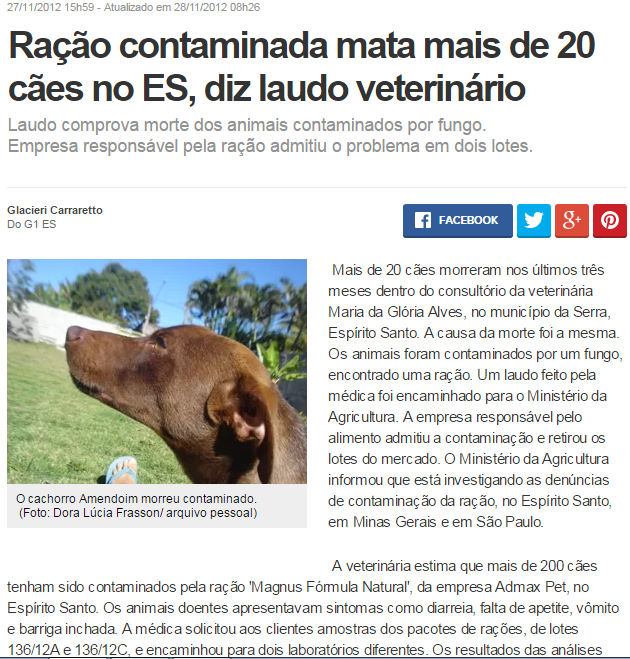 27/11/2012 15h59 - Atualizado em 28/11/2012 08h26
Ração contaminada mata mais de 20
cães no ES, diz laudo veterinário
Laudo comprova morte dos animais contaminados por fungo.
Empresa responsável pela ração admitiu o problema em dois lotes.
Glacieri Carraretto
Do G1 ES
FACEBOOK
g+
Mais de 20 cães morreram nos últimos três
meses dentro do consultório da veterinária
Maria da Glória Alves, no município da Serra,
Espírito Santo. A causa da morte foi a mesma.
Os animais foram contaminados por um fungo,
encontrado uma ração. Um laudo feito pela
médica foi encaminhado para o Ministério da
Agricultura. A empresa responsável pelo
alimento admitiu a contaminação e retirou os
lotes do mercado. O Ministério da Agricultura
informou que está investigando as denúncias
de contaminação da ração, no Espírito Santo,
em Minas Gerais e em São Paulo.
O cachorro Amendoim morreu contaminado.
(Foto: Dora Lúcia Frasson/ arquivo pessoal)
A veterinária estima que mais de 200 cães
tenham sido contaminados pela ração 'Magnus Fórmula Natural', da empresa Admax Pet, no
Espírito Santo. Os animais doentes apresentavam sintomas como diarreia, falta de apetite, vômito
e barriga inchada. A médica solicitou aos clientes amostras dos pacotes de rações, de lotes
136/12A e 136/12C, e encaminhou para dois laboratórios diferentes. Os resultados das análises